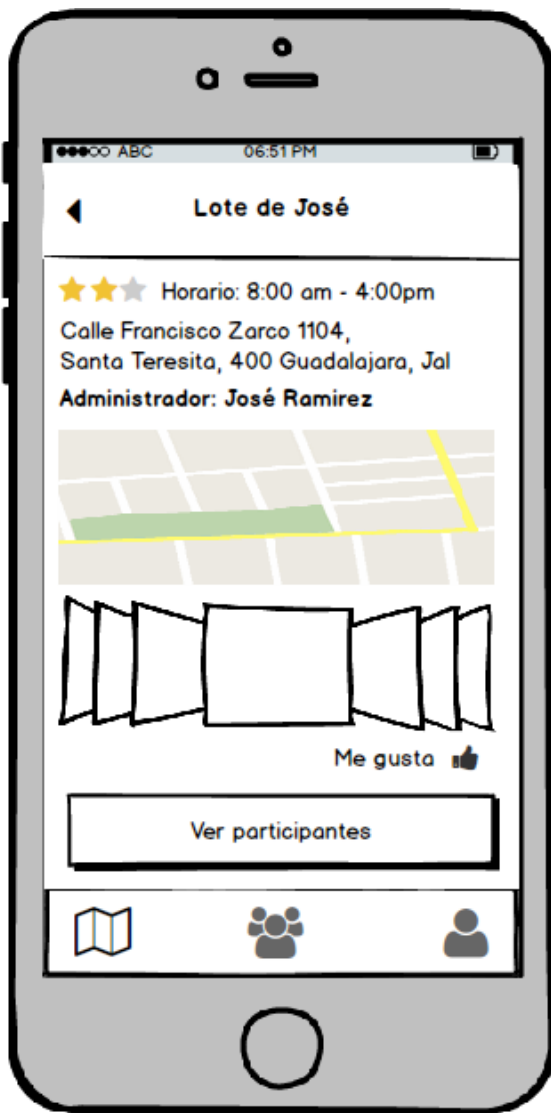 ABC 06:51 PM
Lote de José
Horario: 8:00 am - 4:00pm
Calle Francisco Zarco 1104,
Santa Teresita, 400 Guadalajara, Jal
Administrador: José Ramirez
Me gusta
Ver participantes